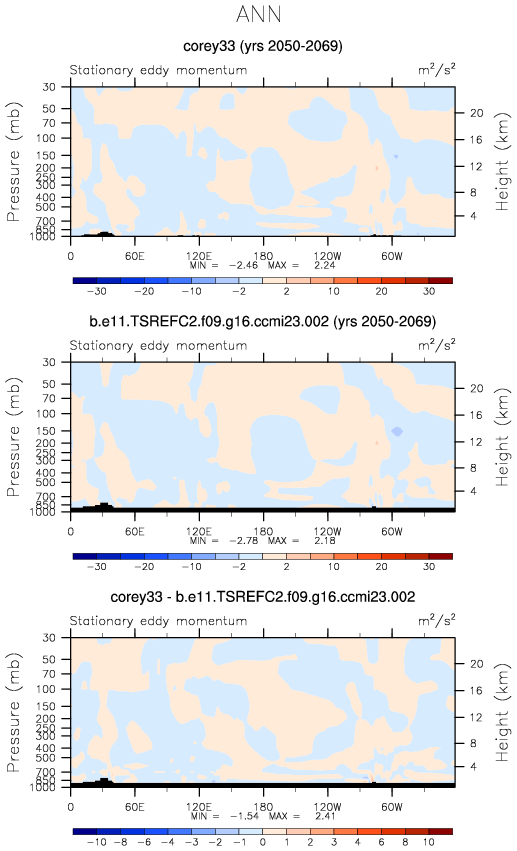 ANN
corey33 (yrs 2050-2069)
Stationary eddy momentum m²/s²
Pressure (mb)
30
50
70
100
150
200
250
300
400
500
700
850
1000
Height (km)
20
16
12
8
4
0 60E 120E 180 120W 60W
MIN = -2.46 MAX = 2.24
-30 -20 -10 -2 2 10 20 30
b.e11.TSREFC2.f09.g16.ccmi23.002 (yrs 2050-2069)
Stationary eddy momentum m²/s²
Pressure (mb)
30
50
70
100
150
200
250
300
400
500
700
850
1000
Height (km)
20
16
12
8
4
0 60E 120E 180 120W 60W
MIN = -2.78 MAX = 2.18
-30 -20 -10 -2 2 10 20 30
corey33 - b.e11.TSREFC2.f09.g16.ccmi23.002
Stationary eddy momentum m²/s²
Pressure (mb)
30
50
70
100
150
200
250
300
400
500
700
850
1000
Height (km)
20
16
12
8
4
0 60E 120E 180 120W 60W
MIN = -1.54 MAX = 2.41
-10 -8 -6 -4 -3 -2 -1 0 1 2 3 4 6 8 10